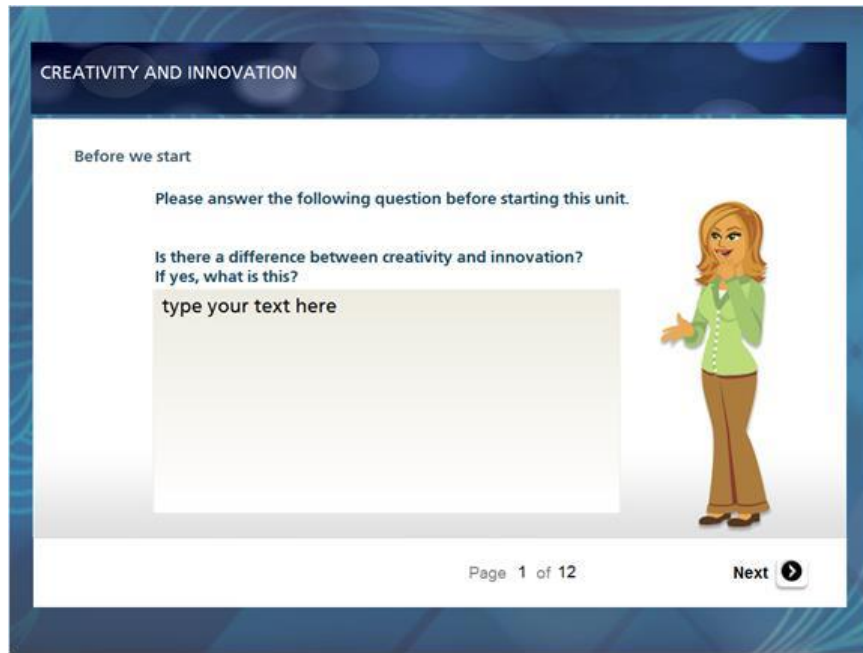 CREATIVITY AND INNOVATION
Before we start
Please answer the following question before starting this unit.
Is there a difference between creativity and innovation?
If yes, what is this?
type your text here
Page 1 of 12
Next